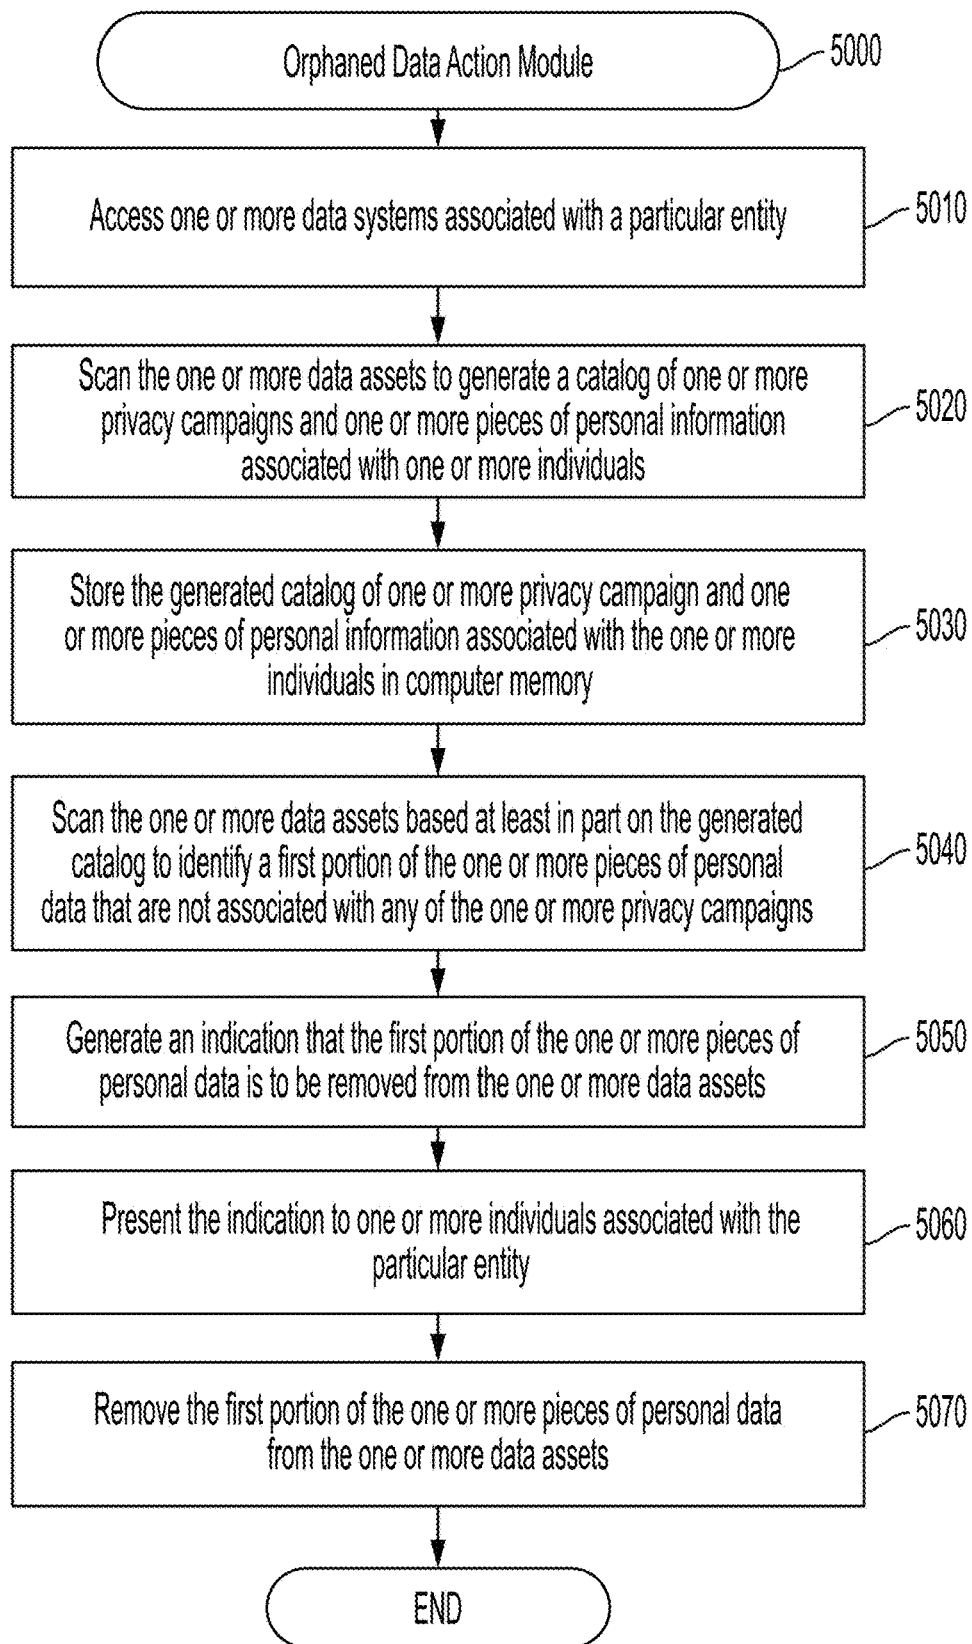 Orphaned Data Action Module
5000
Access one or more data systems associated with a particular entity
5010
Scan the one or more data assets to generate a catalog of one or more
privacy campaigns and one or more pieces of personal information
associated with one or more individuals
5020
Store the generated catalog of one or more privacy campaign and one
or more pieces of personal information associated with the one or more
individuals in computer memory
5030
Scan the one or more data assets based at least in part on the generated
catalog to identify a first portion of the one or more pieces of personal
data that are not associated with any of the one or more privacy campaigns
5040
Generate an indication that the first portion of the one or more pieces of
personal data is to be removed from the one or more data assets
5050
Present the indication to one or more individuals associated with the
particular entity
5060
Remove the first portion of the one or more pieces of personal data
from the one or more data assets
5070
END